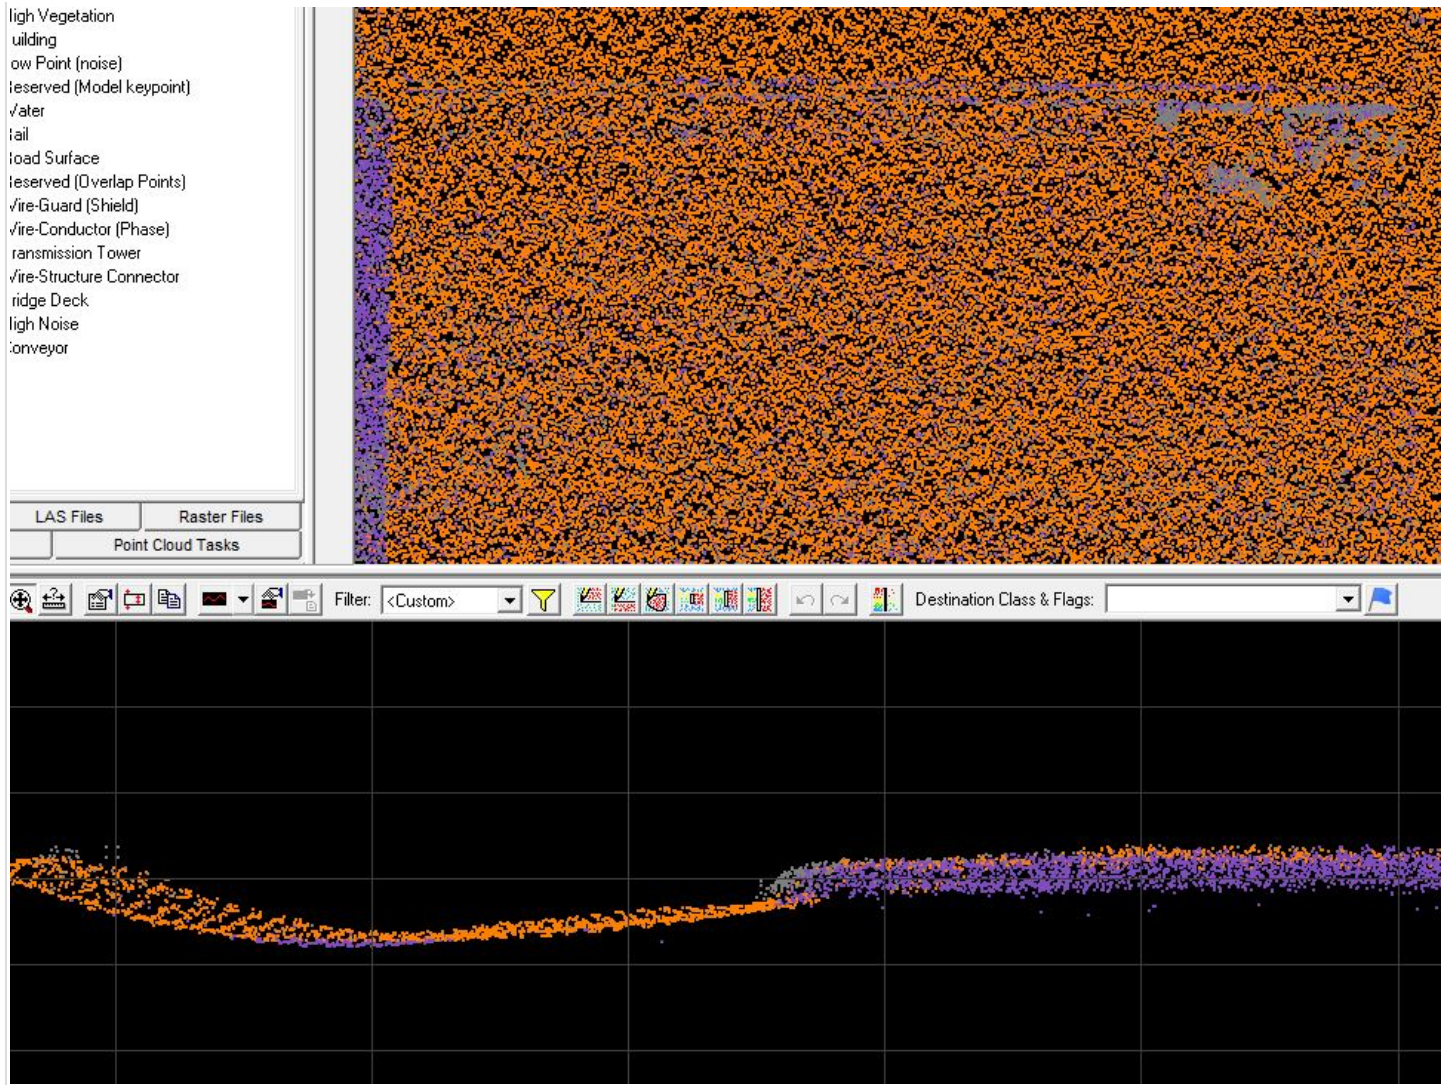 ligh Vegetation
uilding
ow Point (noise)
leserved (Model keypoint)
Vater
lail
load Surface
leserved (Overlap Points)
Vire-Guard (Shield)
Vire-Conductor (Phase)
ransmission Tower
Vire-Structure Connector
ridge Deck
ligh Noise
onveyor
LAS Files Raster Files
Point Cloud Tasks
Filter: <Custom> Destination Class & Flags: